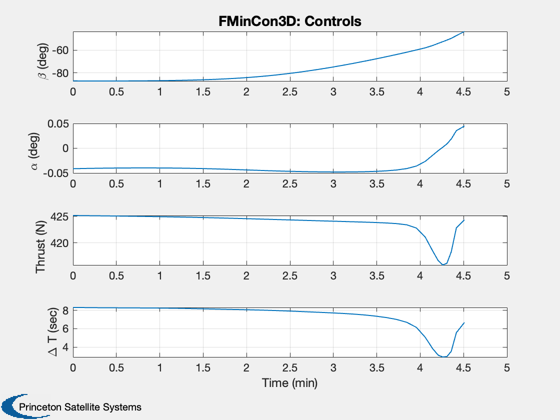 FMinCon3D: Controls
β (deg)
-60
-80
0 0.5 1 1.5 2 2.5 3 3.5 4 4.5 5
α (deg)
0.05
0
-0.05
0 0.5 1 1.5 2 2.5 3 3.5 4 4.5 5
Thrust (N)
425
420
0 0.5 1 1.5 2 2.5 3 3.5 4 4.5 5
Δ T (sec)
8
6
4
0 0.5 1 1.5 2 2.5 3 3.5 4 4.5 5
Time (min)
Princeton Satellite Systems